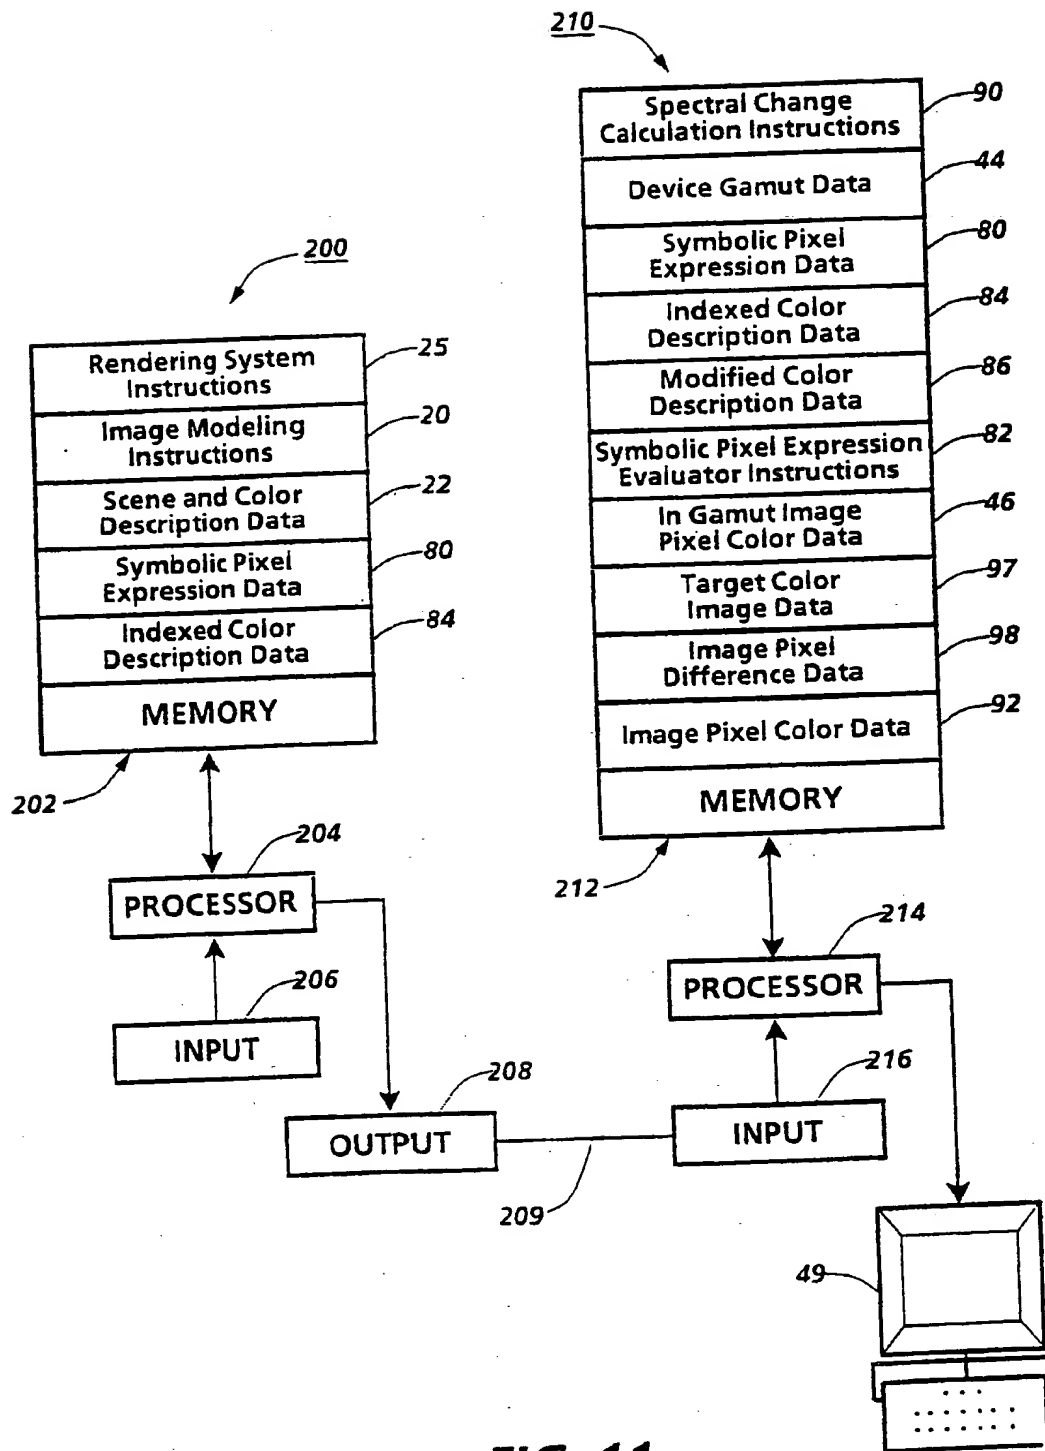 210
Spectral Change
Calculation Instructions
90
Device Gamut Data
44
Symbolic Pixel
Expression Data
80
Indexed Color
Description Data
84
Modified Color
Description Data
86
Symbolic Pixel Expression
Evaluator Instructions
82
In Gamut Image
Pixel Color Data
46
Target Color
Image Data
97
Image Pixel
Difference Data
98
Image Pixel Color Data
92
MEMORY
212
200
Rendering System
Instructions
25
Image Modeling
Instructions
20
Scene and Color
Description Data
22
Symbolic Pixel
Expression Data
80
Indexed Color
Description Data
84
MEMORY
202
204
PROCESSOR
206
INPUT
208
OUTPUT
209
214
PROCESSOR
216
INPUT
49
FIG. 11